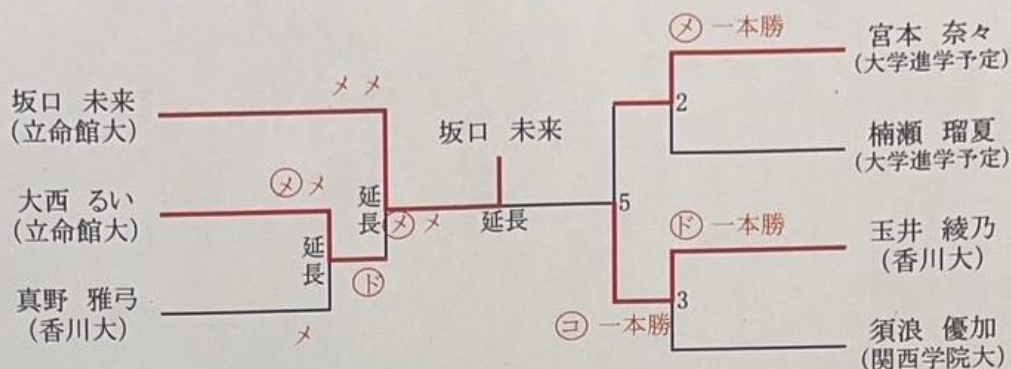 坂口 未来
(立命館大)
大西 るい
(立命館大)
真野 雅弓
(香川大)
メ メ
㋱ メ
延長
メ
延長
㋣゙
㋱ メ
坂口 未来
延長
㋱ 一本勝
2
5
㋣゙ 一本勝
3
㋙ 一本勝
宮本 奈々
(大学進学予定)
楠瀬 瑠夏
(大学進学予定)
玉井 綾乃
(香川大)
須浪 優加
(関西学院大)